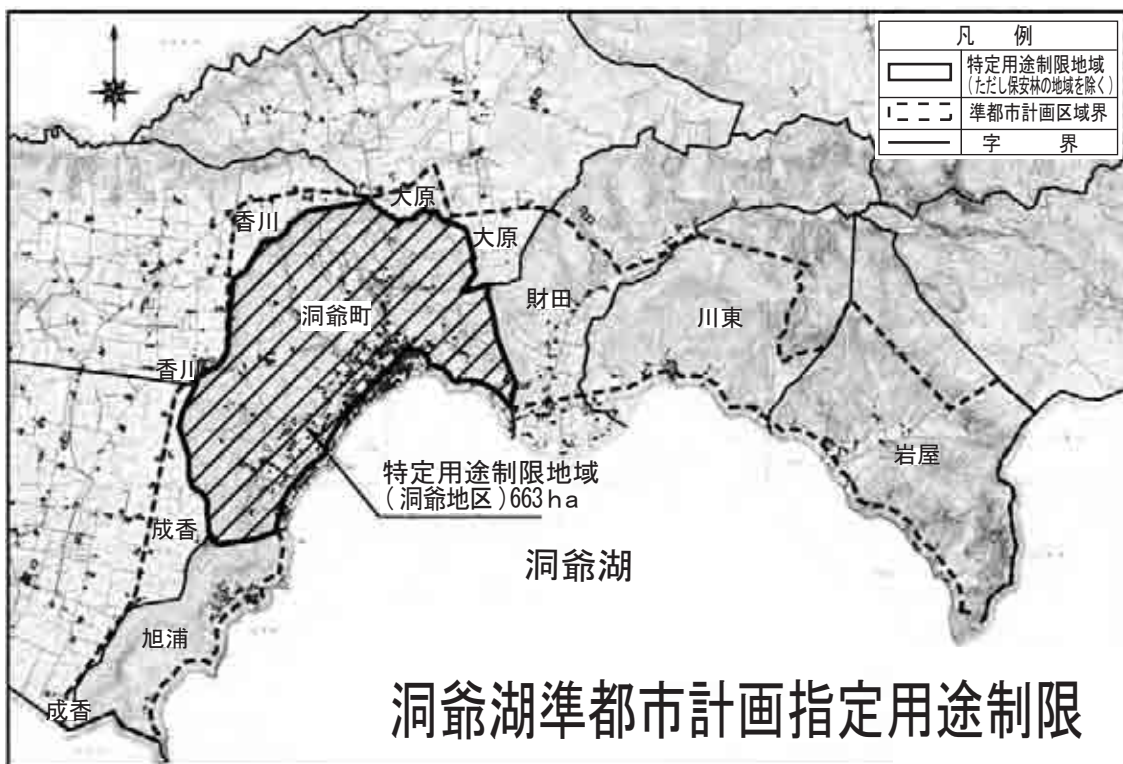 凡 例
特定用途制限地域
(ただし保安林の地域を除く)
準都市計画区域界
字 界
大原
香川
大原
財田
川東
洞爺町
香川
岩屋
特定用途制限地域
(洞爺地区)663ha
成香
洞爺湖
旭浦
成香
洞爺湖準都市計画指定用途制限